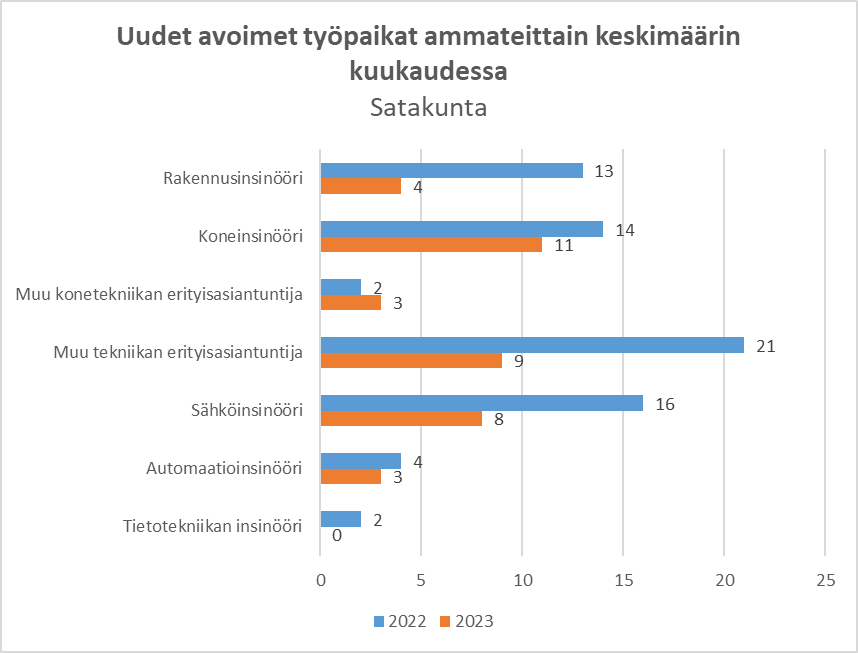 Uudet avoimet työpaikat ammateittain keskimäärin
kuukaudessa
Satakunta
Rakennusinsinööri
13
4
Koneinsinööri
14
11
Muu konetekniikan erityisasiantuntija
2
3
Muu tekniikan erityisasiantuntija
21
9
Sähköinsinööri
16
8
Automaatioinsinööri
4
3
Tietotekniikan insinööri
2
0
0 5 10 15 20 25
2022 2023